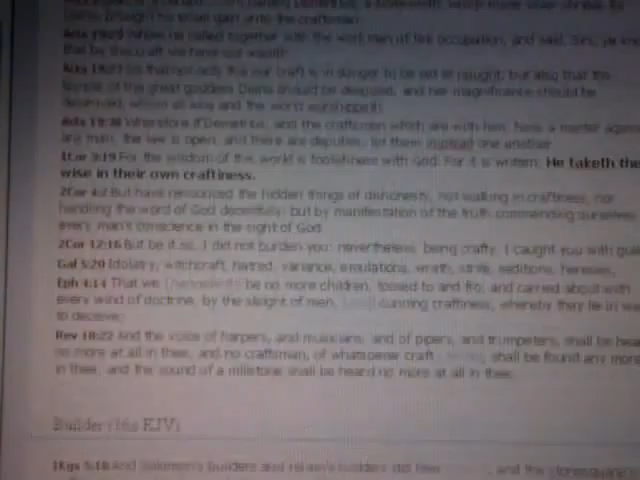 Acts 19:25 Whom he called together with the workmen of like occupation, and said, Sirs, ye know
that by this craft we have our wealth.
Acts 19:27 So that not only this our craft is in danger to be set at nought; but also that the
temple of the great goddess Diana should be despised, and her magnificence should be
destroyed, whom all Asia and the world worshippeth.
Acts 19:38 Wherefore if Demetrius, and the craftsmen which are with him, have a matter again
any man, the law is open, and there are deputies: let them implead one another.
1Cor 3:19 For the wisdom of this world is foolishness with God. For it is written, He taketh the
wise in their own craftiness.
2Cor 4:2 But have renounced the hidden things of dishonesty, not walking in craftiness, nor
handling the word of God deceitfully; but by manifestation of the truth commending ourselves
every man's conscience in the sight of God.
2Cor 12:16 But be it so, I did not burden you: nevertheless, being crafty, I caught you with guile
Gal 5:20 Idolatry, witchcraft, hatred, variance, emulations, wrath, strife, seditions, heresies,
Eph 4:14 That we be no more children, tossed to and fro, and carried about with
every wind of doctrine, by the sleight of men, cunning craftiness, whereby they lie in wa
to deceive;
Rev 18:22 And the voice of harpers, and musicians, and of pipers, and trumpeters, shall be hear
no more at all in thee; and no craftsman, of whatsoever craft shall be found any more
in thee; and the sound of a millstone shall be heard no more at all in thee;
Builder (16x KJV)
1Kgs 5:18 And Solomon's builders and Hiram's builders did hew and the stonesquarers